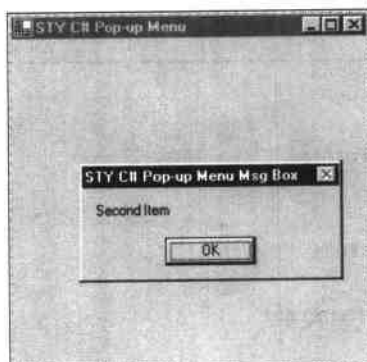 STY C# Pop-up Menu
STY C# Pop-up Menu Msg Box
Second Item
OK